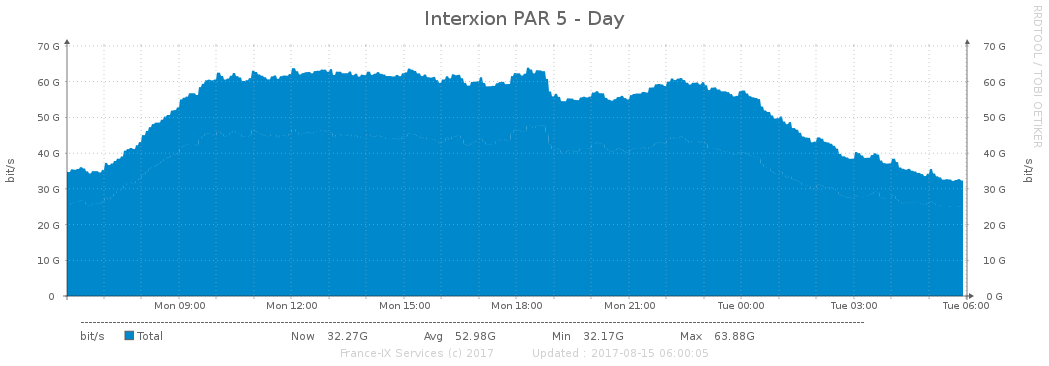 Interxion PAR 5 - Day
RRDTOOL / TOBI OETIKER
bit/s
70 G
60 G
50 G
40 G
30 G
20 G
10 G
0
70 G
60 G
50 G
40 G
30 G
20 G
10 G
0 G
bit/s
Mon 09:00 Mon 12:00 Mon 15:00 Mon 18:00 Mon 21:00 Tue 00:00 Tue 03:00 Tue 06:00
bit/s Total Now 32.27G Avg 52.98G Min 32.17G Max 63.88G
France-IX Services (c) 2017 Updated : 2017-08-15 06:00:05